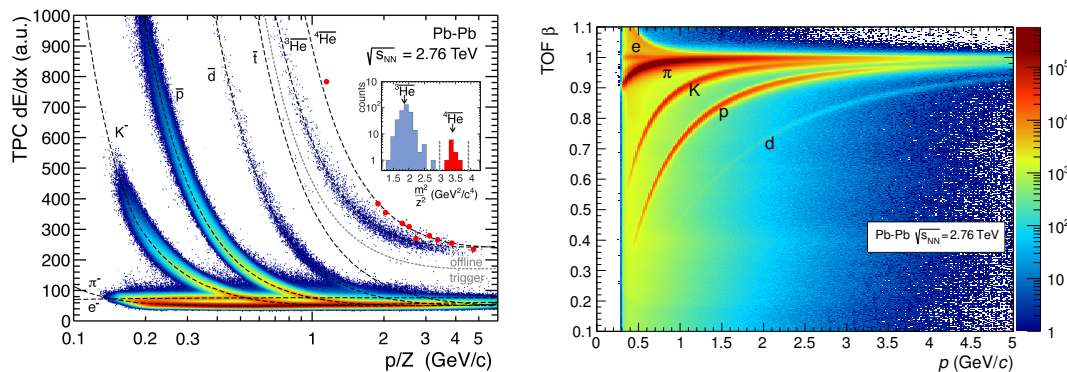 TPC dE/dx (a.u.)
1000
900
800
700
600
500
400
300
200
100
0
0.1
0.2
0.3
1
2
3
4
5
p/Z (GeV/c)
K⁻
p̅
d̅
t̅
³H̅e̅
⁴H̅e̅
π⁻
e⁻
Pb-Pb
√sNN = 2.76 TeV
offline
trigger
counts
10
10²
10
1
³H̅e̅
⁴H̅e̅
1.5 2 2.5 3 3.5 4
m²/z² (GeV²/c⁴)
TOF β
1.1
1
0.9
0.8
0.7
0.6
0.5
0.4
0.3
0.2
0.1
0 0.5 1 1.5 2 2.5 3 3.5 4 4.5 5
p (GeV/c)
e
π
K
p
d
Pb-Pb √sNN = 2.76 TeV
10⁵
10⁴
10³
10²
10
1